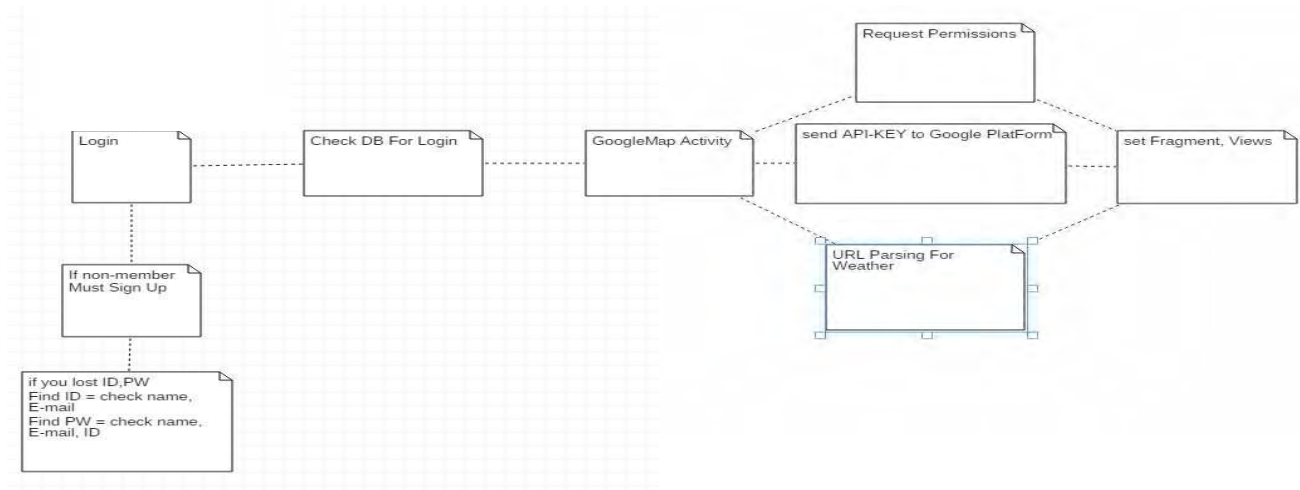 Request Permissions
Login
Check DB For Login
GoogleMap Activity
send API-KEY to Google PlatForm
set Fragment, Views
If non-member
Must Sign Up
URL Parsing For
Weather
if you lost ID,PW
Find ID = check name,
E-mail
Find PW = check name,
E-mail, ID